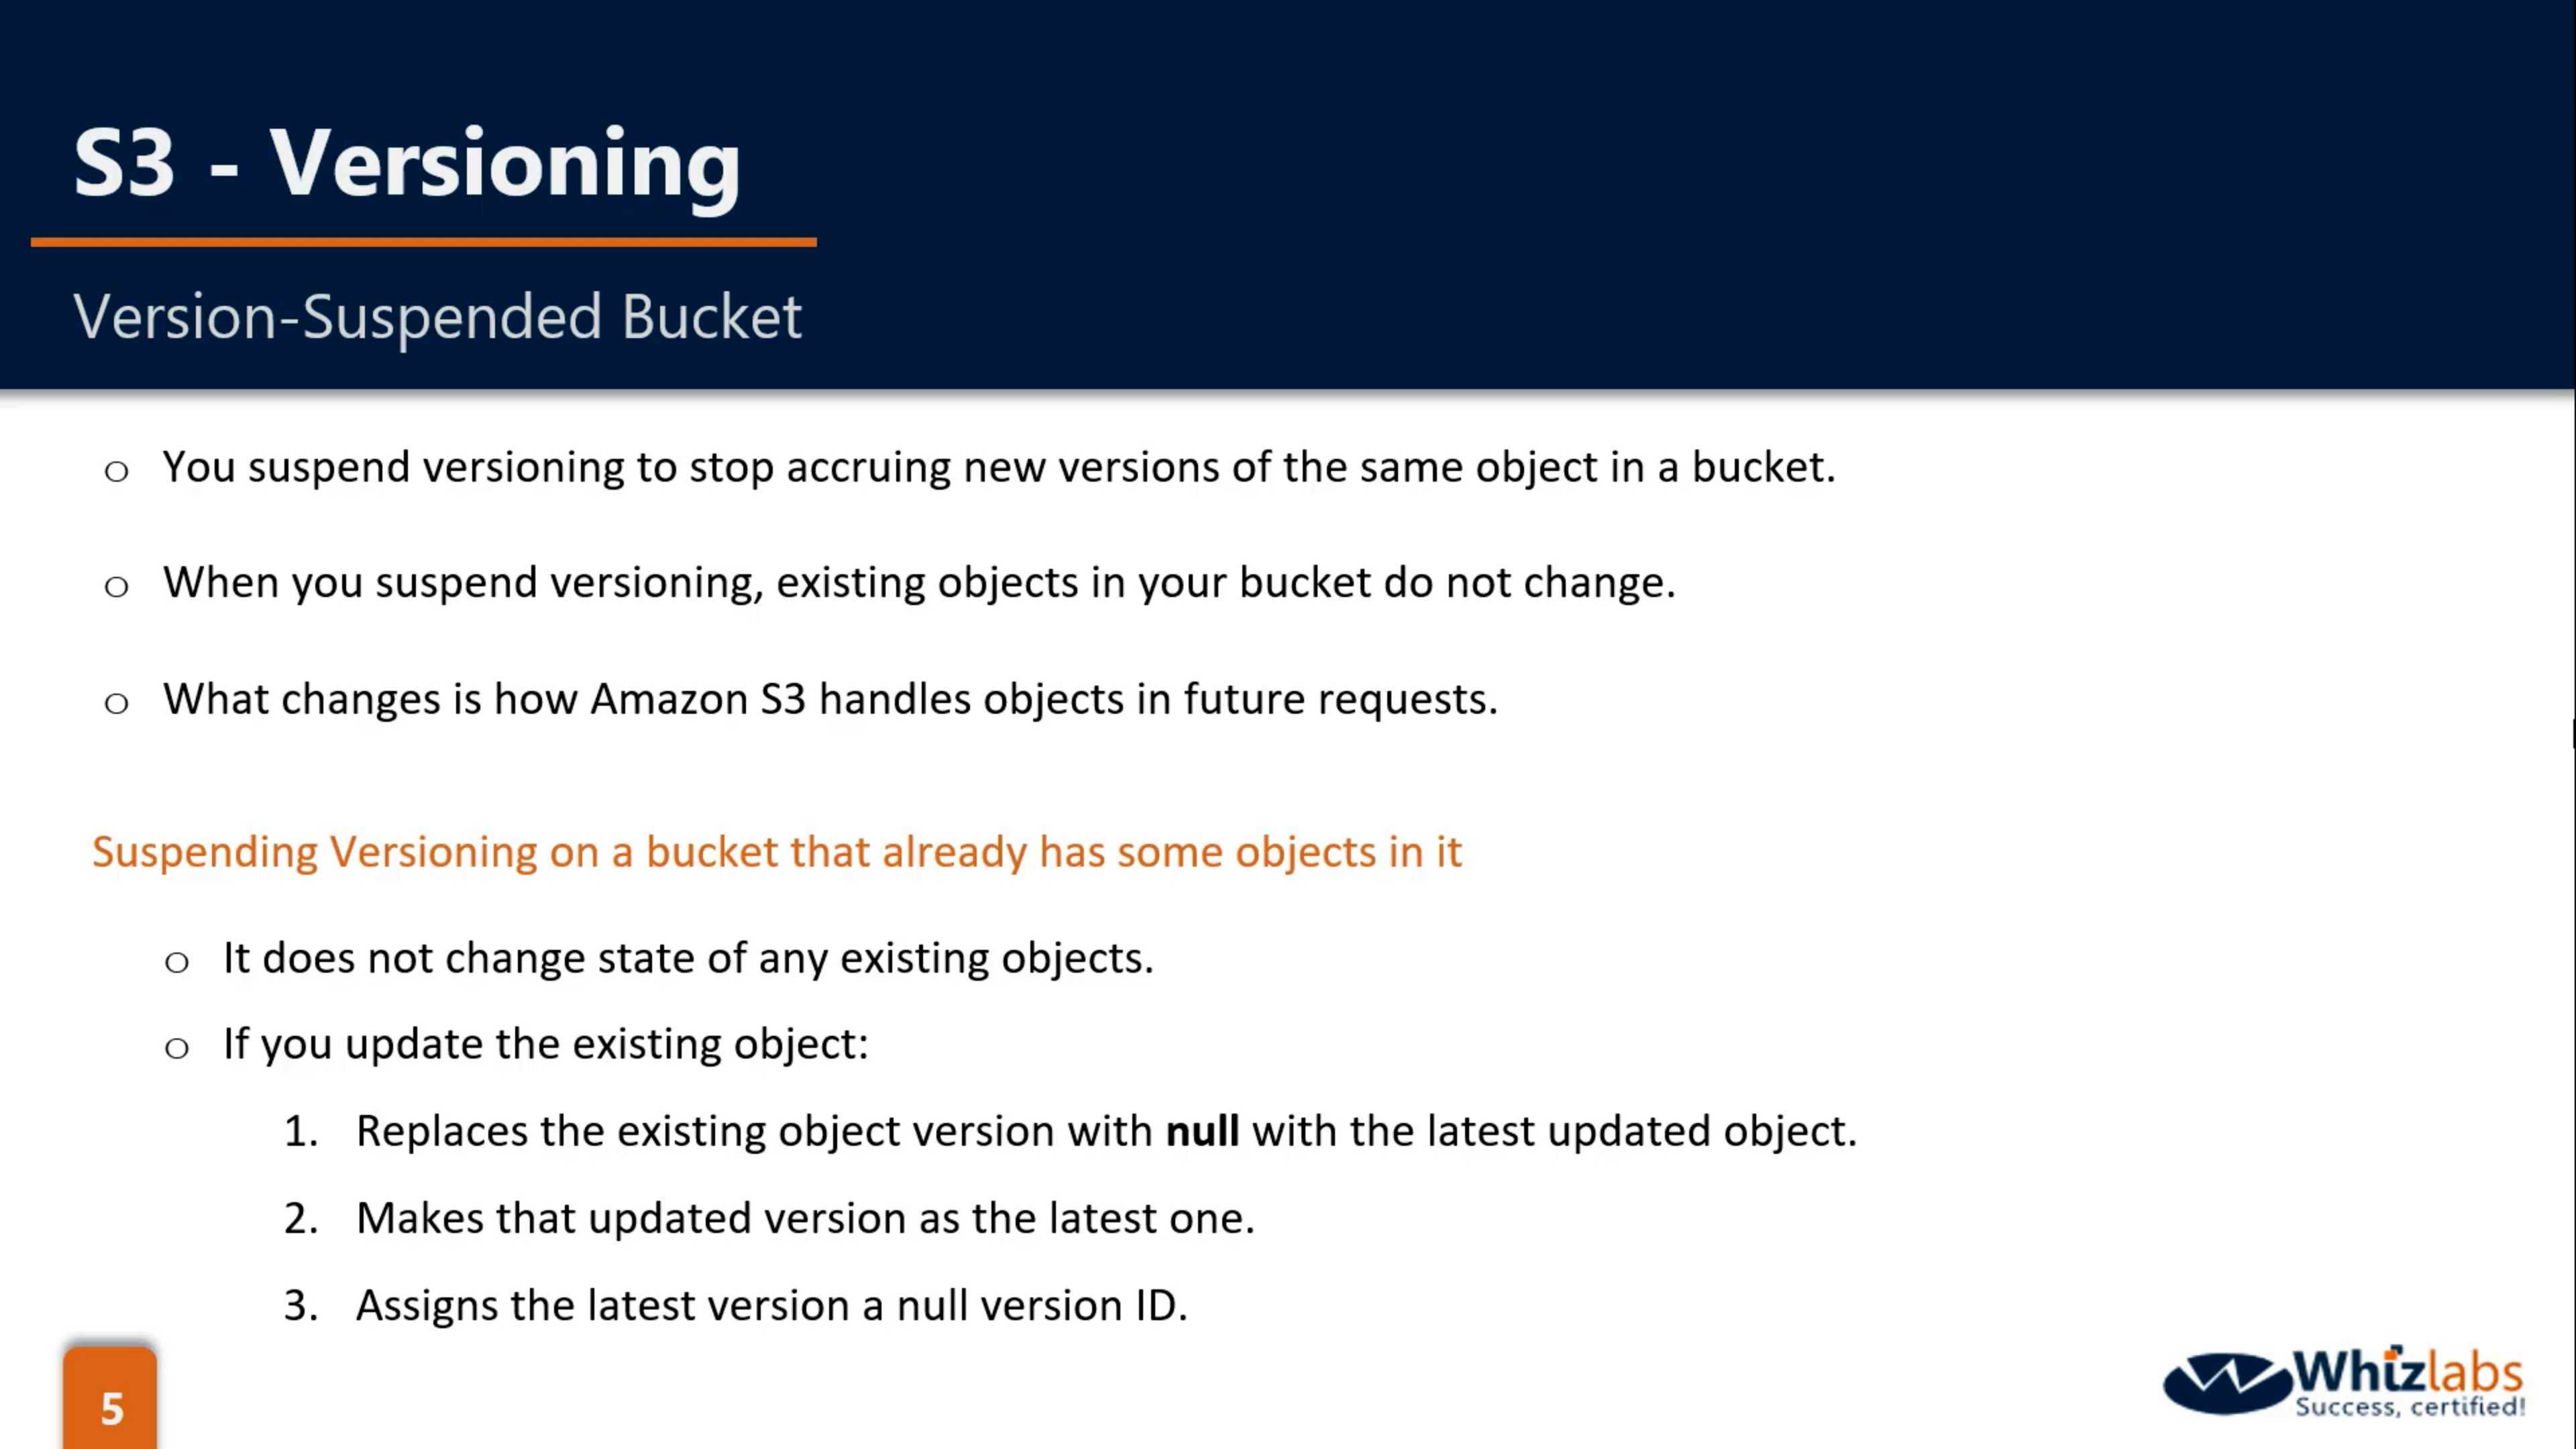 S3 - Versioning
Version-Suspended Bucket
o You suspend versioning to stop accruing new versions of the same object in a bucket.
o When you suspend versioning, existing objects in your bucket do not change.
o What changes is how Amazon S3 handles objects in future requests.
Suspending Versioning on a bucket that already has some objects in it
o It does not change state of any existing objects.
o If you update the existing object:
1. Replaces the existing object version with null with the latest updated object.
2. Makes that updated version as the latest one.
3. Assigns the latest version a null version ID.
5
Whizlabs
Success, certified!